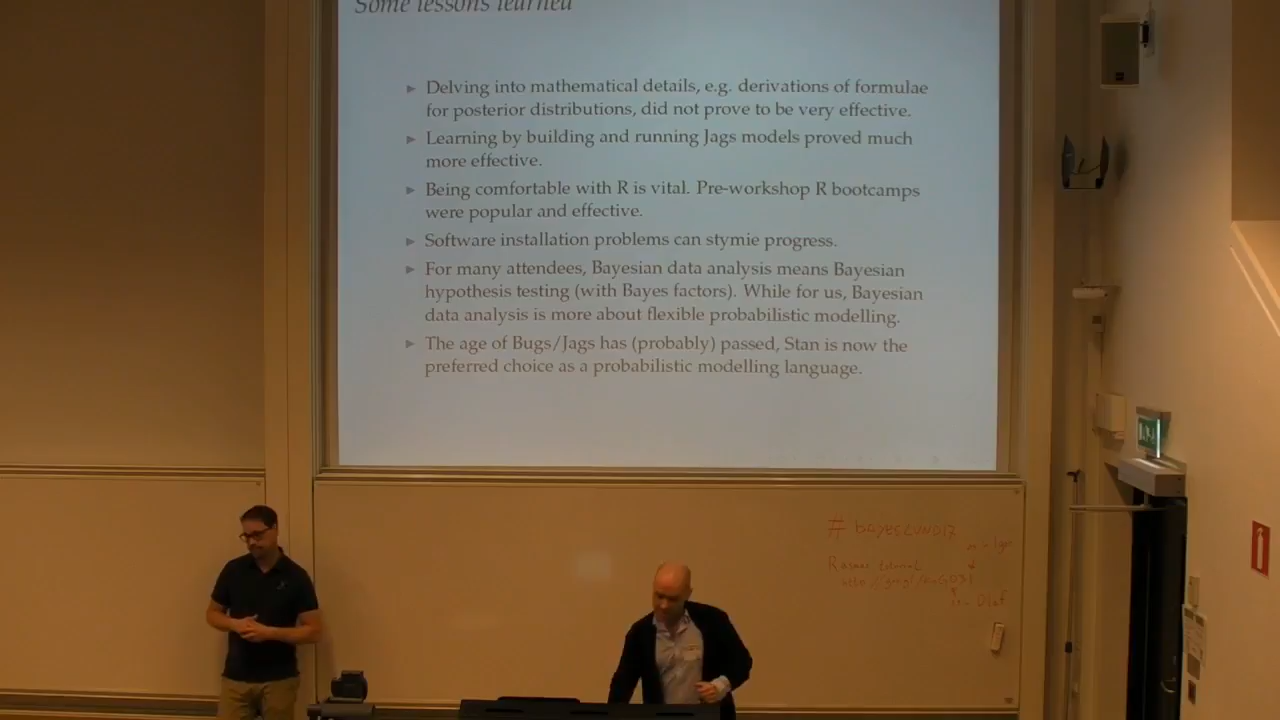 Some lessons learned
▸ Delving into mathematical details, e.g. derivations of formulae
for posterior distributions, did not prove to be very effective.
▸ Learning by building and running Jags models proved much
more effective.
▸ Being comfortable with R is vital. Pre-workshop R bootcamps
were popular and effective.
▸ Software installation problems can stymie progress.
▸ For many attendees, Bayesian data analysis means Bayesian
hypothesis testing (with Bayes factors). While for us, Bayesian
data analysis is more about flexible probabilistic modelling.
▸ The age of Bugs/Jags has (probably) passed, Stan is now the
preferred choice as a probabilistic modelling language.
tutorial
Olaf